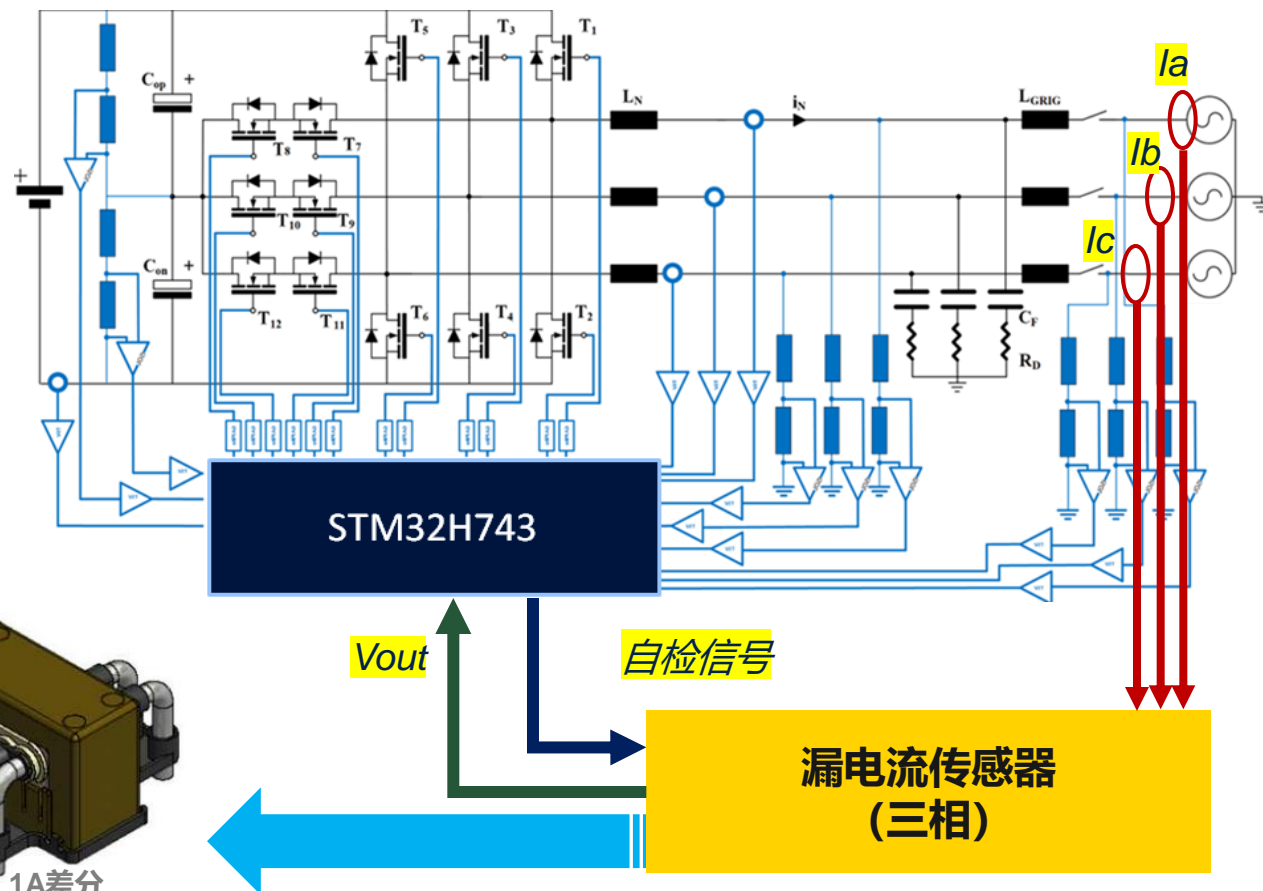 T5
T3
T1
Ia
Cop
+
LN
iN
LGRIG
T8
T7
Ib
+
T10
T9
Ic
Con
+
T12
T11
T6
T4
T2
CF
RD
STM32H743
Vout
自检信号
漏电流传感器
(三相)
1A差分